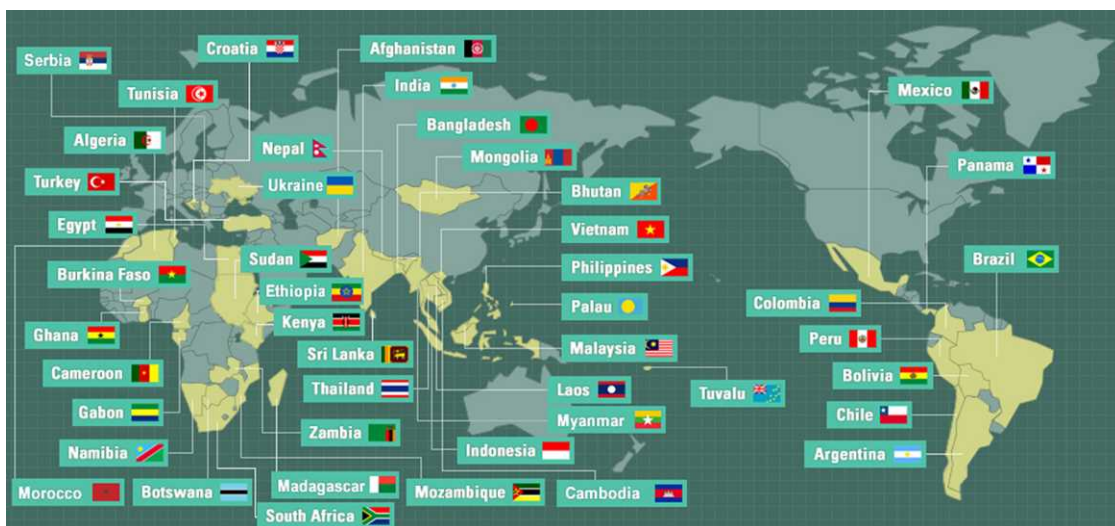 Croatia
Afghanistan
Serbia
India
Mexico
Tunisia
Bangladesh
Algeria
Nepal
Mongolia
Panama
Turkey
Ukraine
Bhutan
Egypt
Vietnam
Sudan
Brazil
Burkina Faso
Philippines
Ethiopia
Palau
Colombia
Kenya
Ghana
Peru
Sri Lanka
Malaysia
Cameroon
Bolivia
Thailand
Laos
Tuvalu
Gabon
Chile
Myanmar
Zambia
Namibia
Indonesia
Argentina
Madagascar
Morocco
Botswana
Mozambique
Cambodia
South Africa